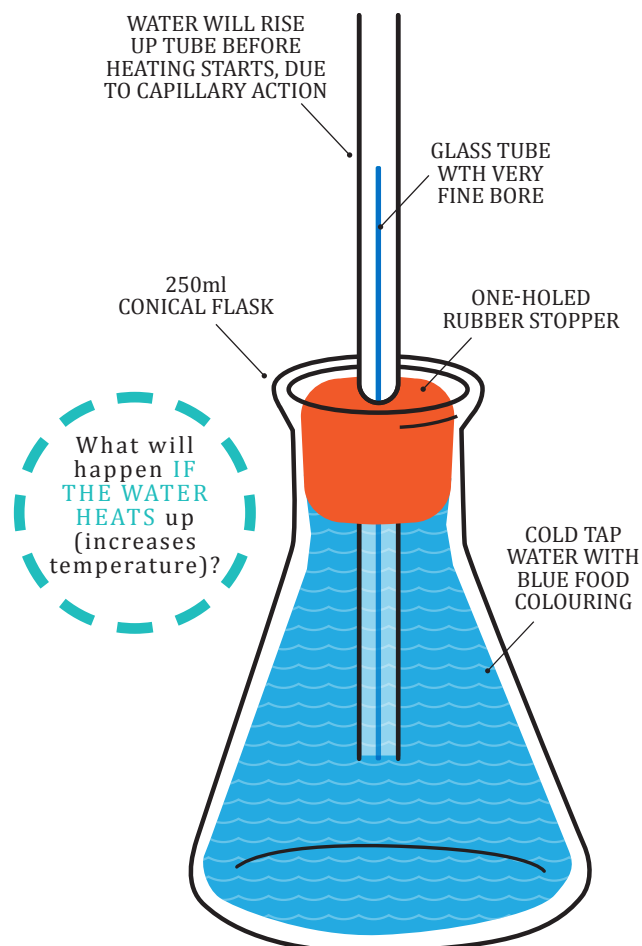 WATER WILL RISE
UP TUBE BEFORE
HEATING STARTS, DUE
TO CAPILLARY ACTION
GLASS TUBE
WTH VERY
FINE BORE
250ml
CONICAL FLASK
ONE-HOLED
RUBBER STOPPER
What will
happen IF
THE WATER
HEATS up
(increases
temperature)?
COLD TAP
WATER WITH
BLUE FOOD
COLOURING